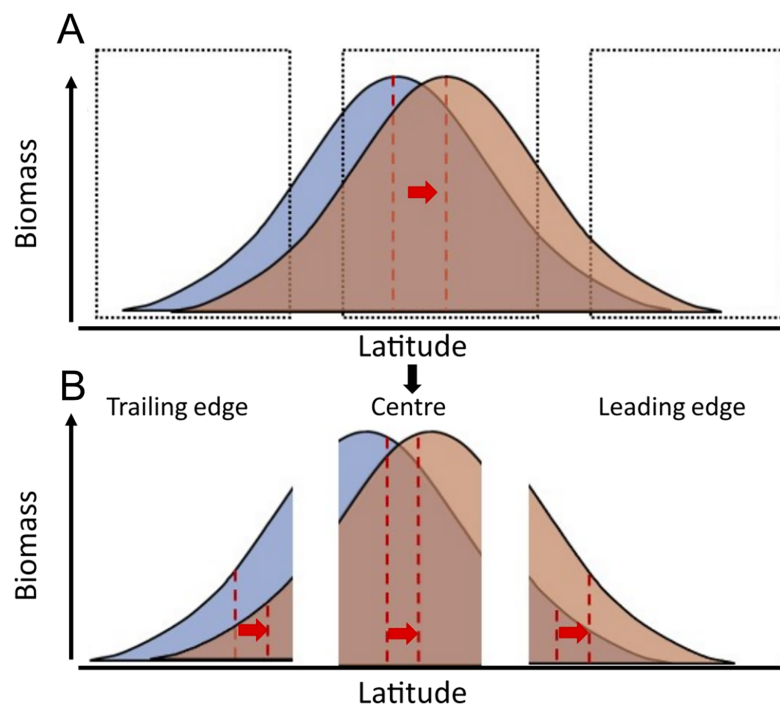 A
Biomass
Latitude
B
Trailing edge
Centre
Leading edge
Biomass
Latitude